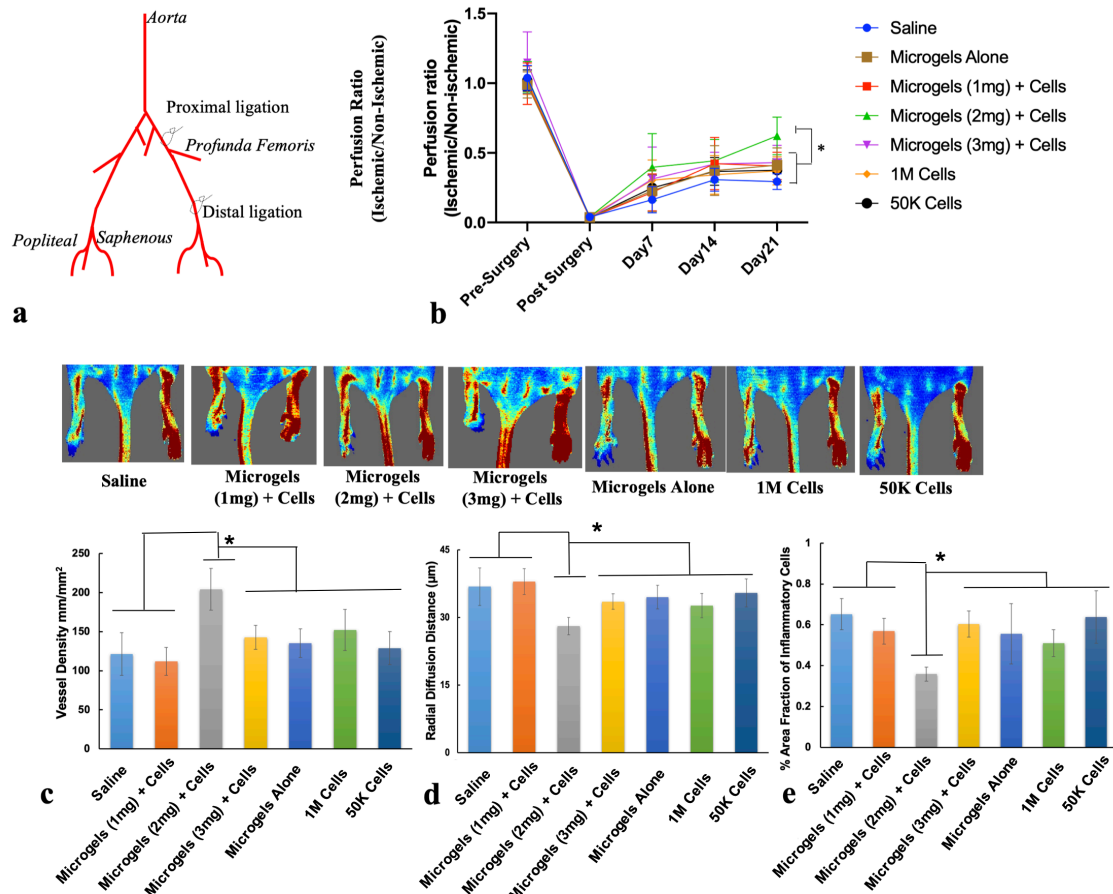 Aorta
Proximal ligation
Profunda Femoris
Distal ligation
Popliteal
Saphenous
a
Perfusion Ratio
(Ischemic/Non-Ischemic)
Perfusion ratio
(Ischemic/Non-ischemic)
1.5
1.0
0.5
0.0
Pre-Surgery
Post Surgery
Day7
Day14
Day21
*
Saline
Microgels Alone
Microgels (1mg) + Cells
Microgels (2mg) + Cells
Microgels (3mg) + Cells
1M Cells
50K Cells
b
Saline
Microgels
(1mg) + Cells
Microgels
(2mg) + Cells
Microgels
(3mg) + Cells
Microgels Alone
1M Cells
50K Cells
Vessel Density mm/mm²
250
200
150
100
50
0
*
Saline
Microgels (1mg) + Cells
Microgels (2mg) + Cells
Microgels (3mg) + Cells
Microgels Alone
1M Cells
50K Cells
c
Radial Diffusion Distance (μm)
45
30
15
0
*
Saline
Microgels (1mg) + Cells
Microgels (2mg) + Cells
Microgels (3mg) + Cells
Microgels Alone
1M Cells
50K Cells
d
% Area Fraction of Inflammatory Cells
1
0.8
0.6
0.4
0.2
0
*
Saline
Microgels (1mg) + Cells
Microgels (2mg) + Cells
Microgels (3mg) + Cells
Microgels Alone
1M Cells
50K Cells
e